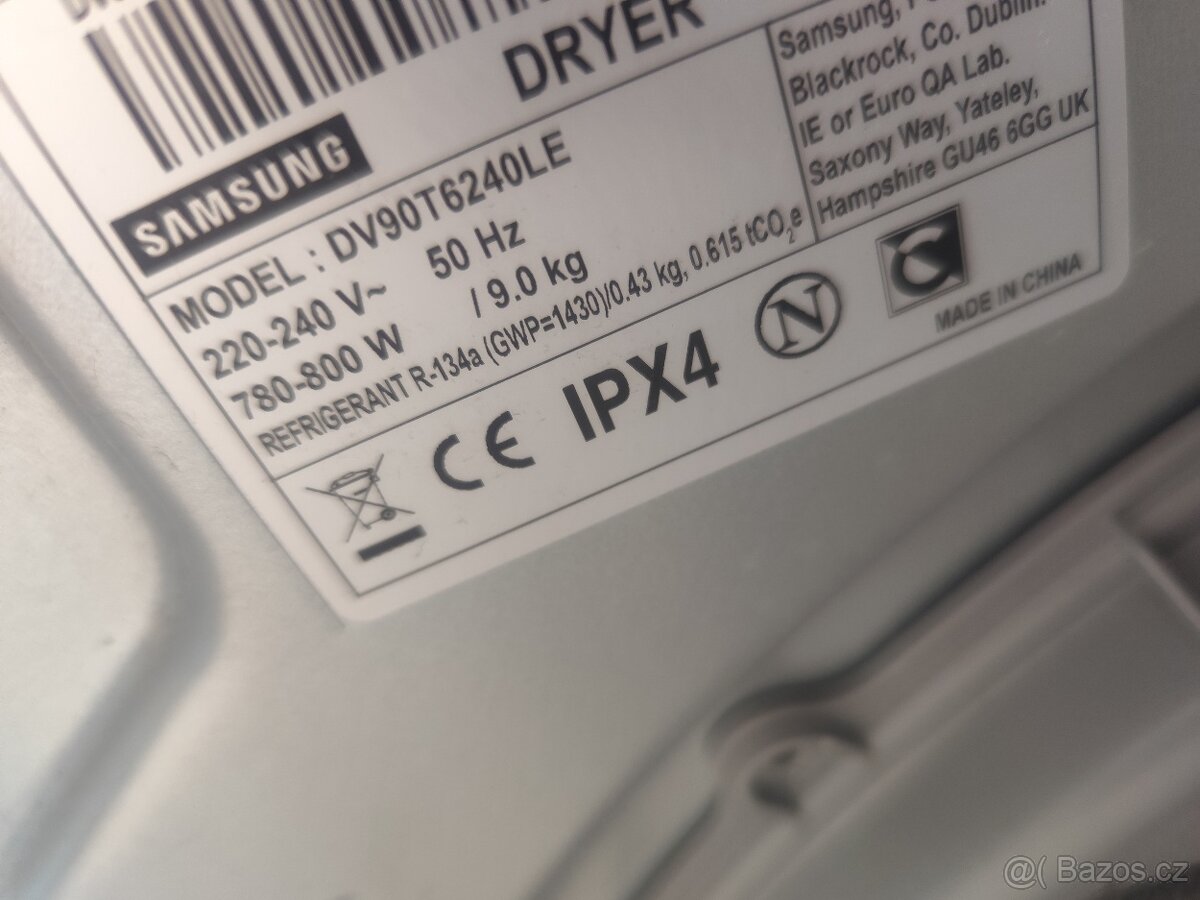 DRYER
SAMSUNG
MODEL : DV90T6240LE
220-240 V~ 50 Hz
780-800 W / 9.0 kg
REFRIGERANT R-134a (GWP=1430)/0.43 kg, 0.615 tCO₂e
Samsung,
Blackrock, Co. Dublin.
IE or Euro QA Lab.
Saxony Way, Yateley,
Hampshire GU46 6GG UK
CE IPX4 N
C
MADE IN CHINA
@( Bazos.cz